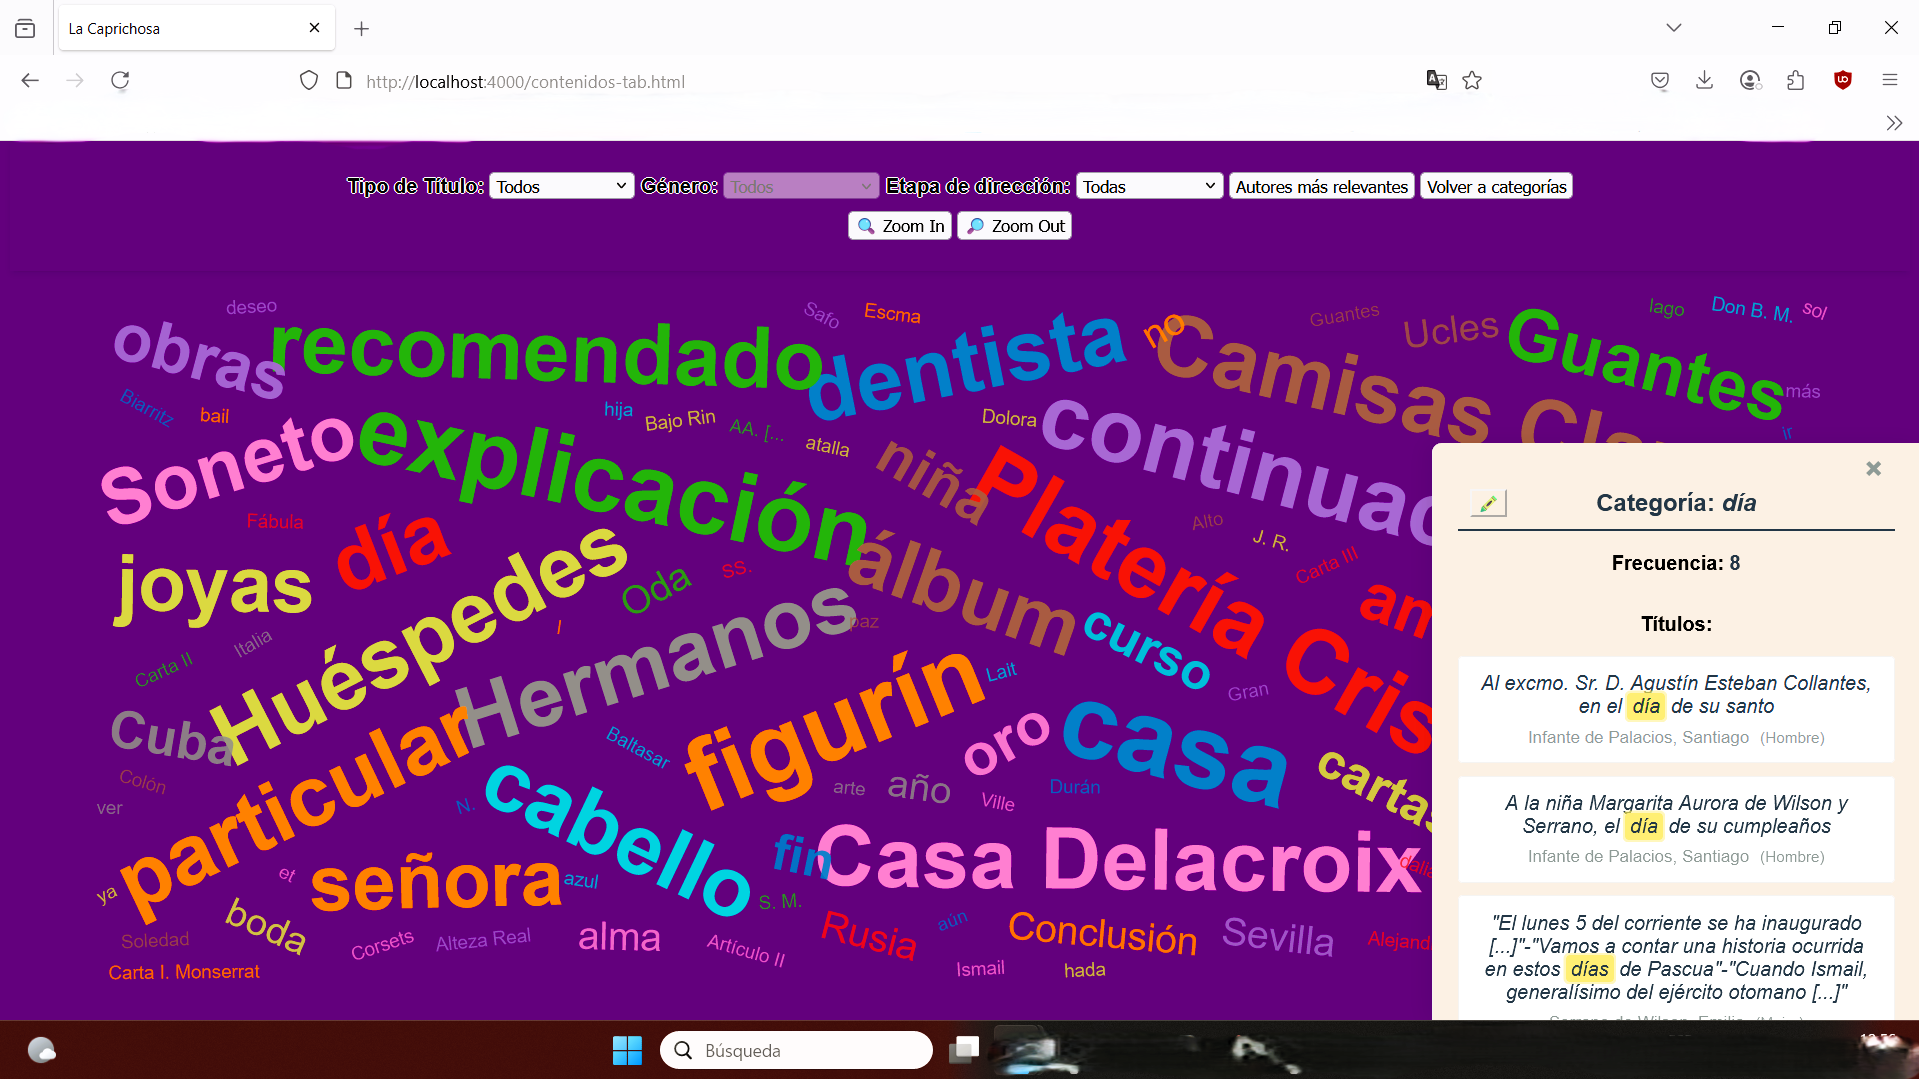 La Caprichosa
http://localhost:4000/contenidos-tab.html
Tipo de Título: Todos Género: Todos Etapa de dirección: Todas Autores más relevantes Volver a categorías
🔍 Zoom In 🔎 Zoom Out
deseo
Safo
Escma
no
Guantes
Ucles
lago
Don B. M.
sol
obras
recomendado
dentista
Camisas
Guantes
más
Biarritz
bail
hija
Bajo Rin
AA. [...
atalla
Dolora
ir
Soneto
explicación
niña
Platería Cris
continuac
Fábula
día
Alto
J. R.
Carta III
joyas
Huéspedes
Oda
SS.
álbum
am
I
paz
curso
Carta II
Italia
Hermanos
figurín
Lait
Gran
Cuba
particular
Baltasar
oro
casa
cartas
Colón
ver
N.
cabello
arte
año
Ville
Durán
fin
Casa Delacroix
dalla
ya
et
señora
azul
S. M.
boda
Soledad
Corsets
Alteza Real
alma
Artículo II
Rusia
aún
Conclusión
Sevilla
Alejand
Carta I. Monserrat
Ismail
hada
Categoría: día
Frecuencia: 8
Títulos:
Al excmo. Sr. D. Agustín Esteban Collantes,
en el día de su santo
Infante de Palacios, Santiago (Hombre)
A la niña Margarita Aurora de Wilson y
Serrano, el día de su cumpleaños
Infante de Palacios, Santiago (Hombre)
"El lunes 5 del corriente se ha inaugurado
[...]"-"Vamos a contar una historia ocurrida
en estos días de Pascua"-"Cuando Ismail,
generalísimo del ejército otomano [...]"
Búsqueda